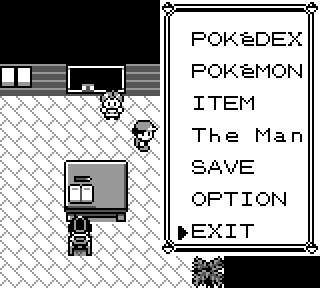 POKéDEX
POKéMON
ITEM
The Man
SAVE
OPTION
▶EXIT